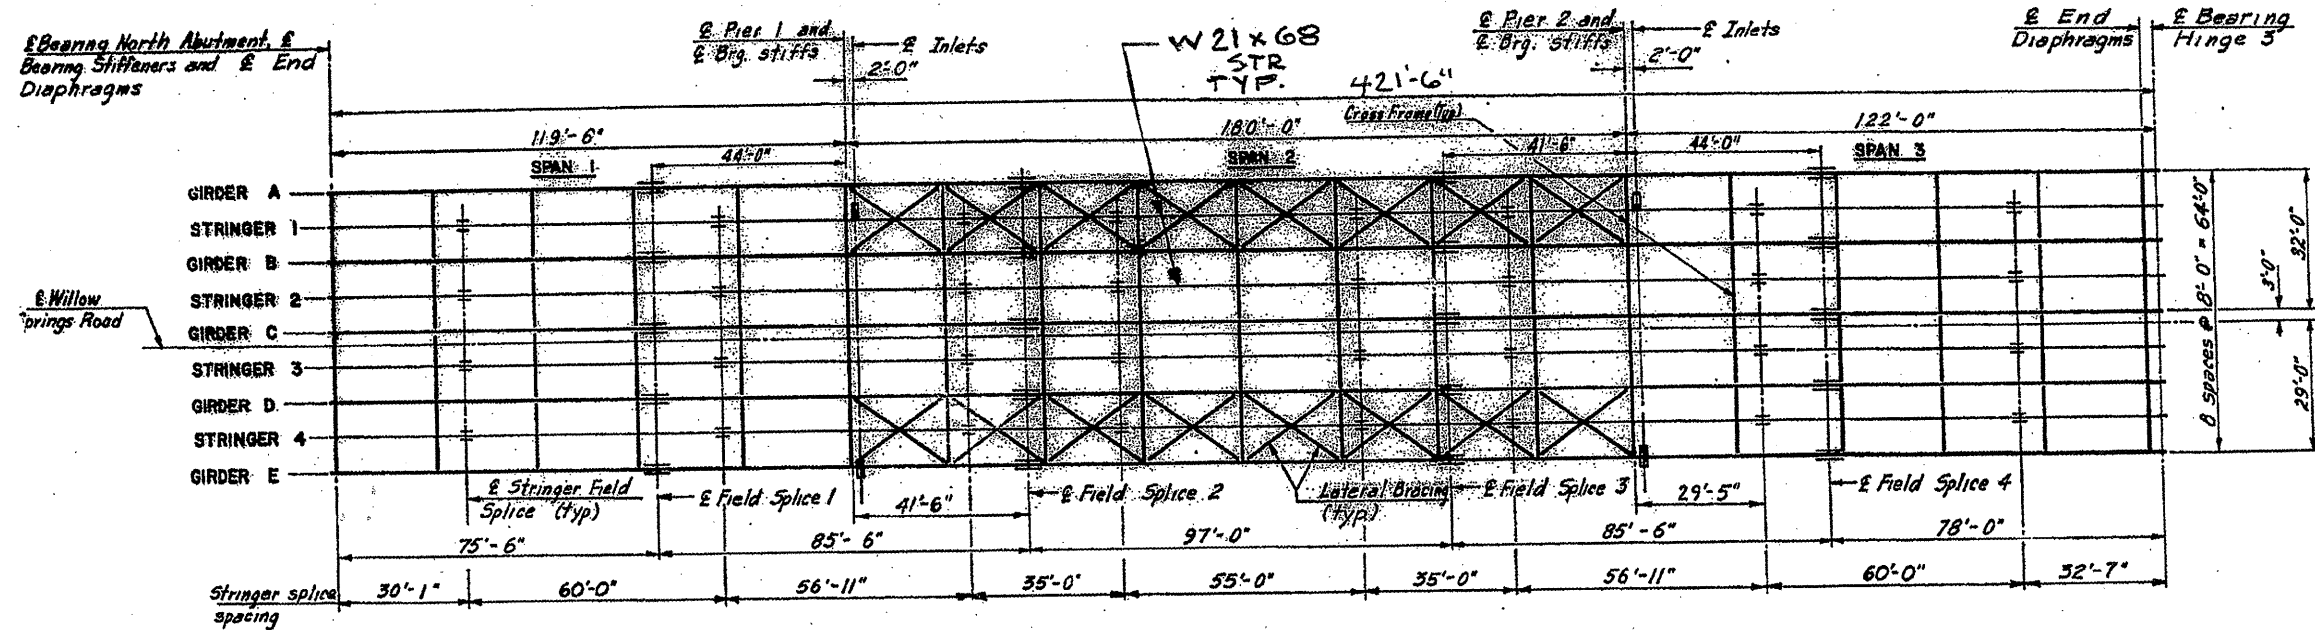 ℄ Bearing North Abutment, ℄
Bearing Stiffeners and ℄ End
Diaphragms
℄ Pier 1 and
℄ Brg. stiffs
℄ Inlets
2'-0"
W 21 x 68
STR
TYP.
421'-6"
Cross Frame (typ)
℄ Pier 2 and
℄ Brg. stiffs
℄ Inlets
2'-0"
℄ End
Diaphragms
℄ Bearing
Hinge 3
119'-6"
180'-0"
122'-0"
SPAN 1
44'-0"
SPAN 2
41'-6"
44'-0"
SPAN 3
GIRDER A
STRINGER 1
GIRDER B
STRINGER 2
GIRDER C
STRINGER 3
GIRDER D
STRINGER 4
GIRDER E
℄ Willow
prings Road
8 spaces @ 8'-0" = 64'-0"
3'-0"
32'-0"
29'-0"
℄ Stringer Field
Splice (typ)
℄ Field Splice 1
41'-6"
℄ Field Splice 2
Lateral Bracing
(typ)
℄ Field Splice 3
29'-5"
℄ Field Splice 4
75'-6"
85'-6"
97'-0"
85'-6"
78'-0"
Stringer splice
spacing
30'-1"
60'-0"
56'-11"
35'-0"
55'-0"
35'-0"
56'-11"
60'-0"
32'-7"